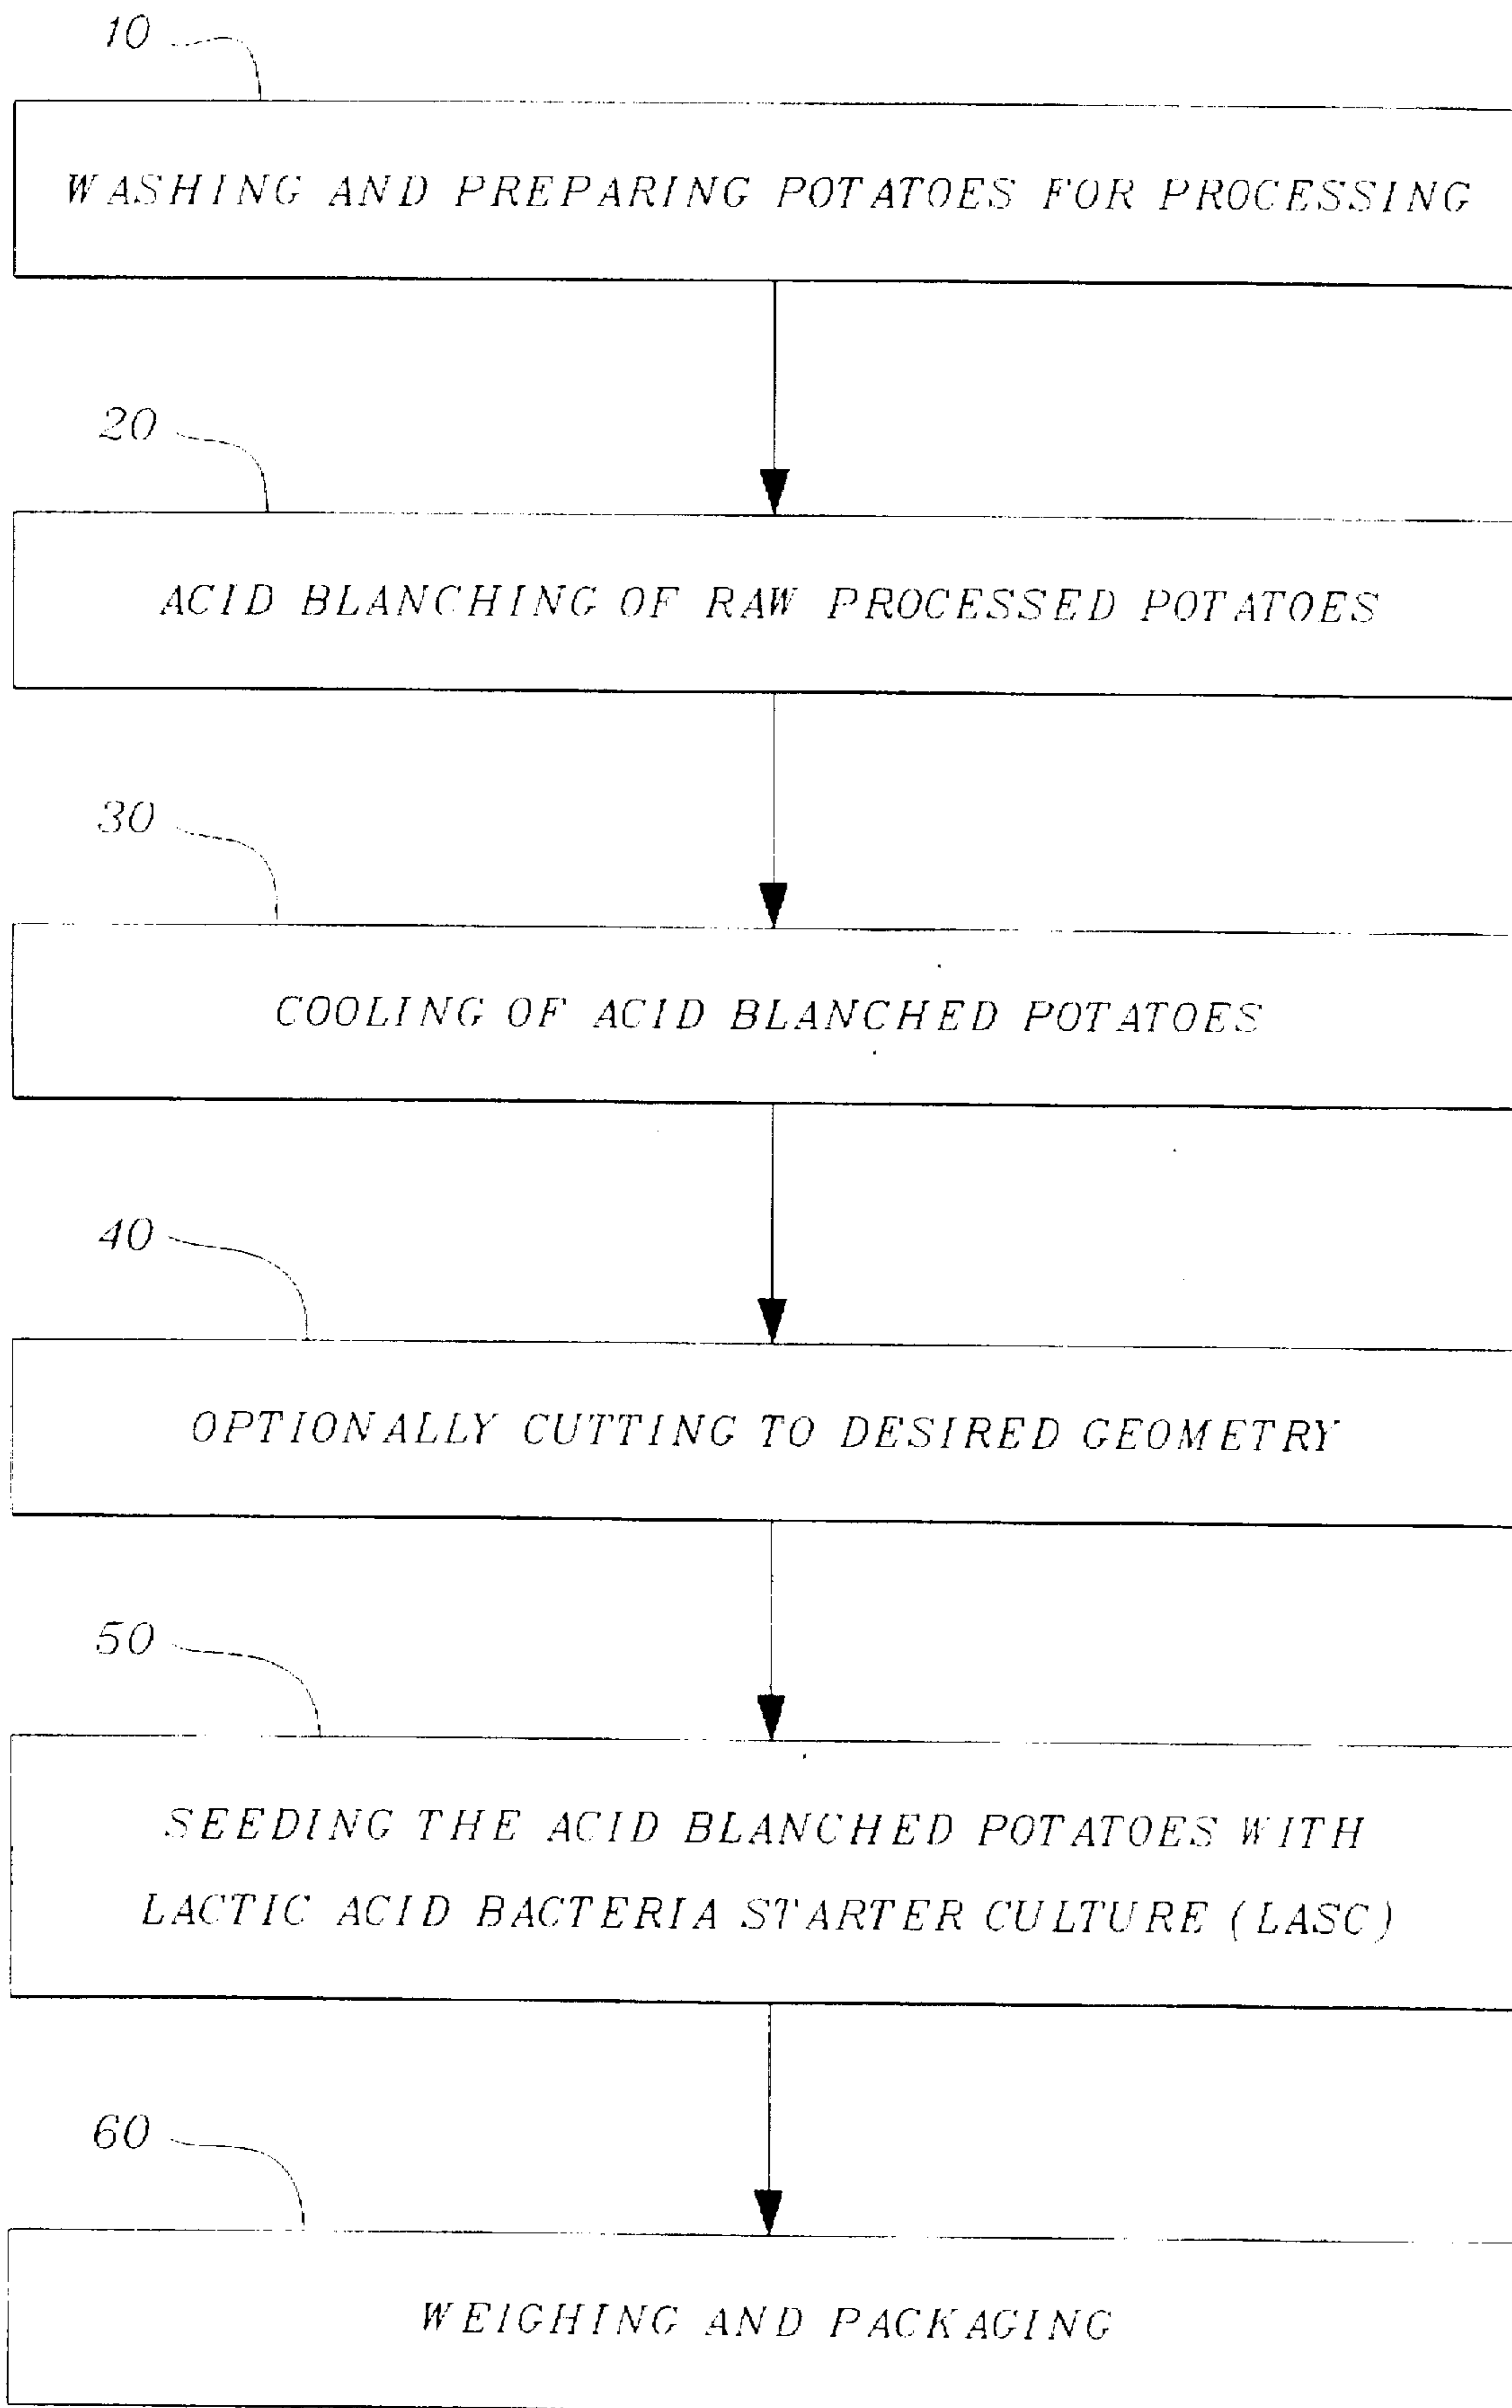 10
WASHING AND PREPARING POTATOES FOR PROCESSING
20
ACID BLANCHING OF RAW PROCESSED POTATOES
30
COOLING OF ACID BLANCHED POTATOES
40
OPTIONALLY CUTTING TO DESIRED GEOMETRY
50
SEEDING THE ACID BLANCHED POTATOES WITH
LACTIC ACID BACTERIA STARTER CULTURE (LASC)
60
WEIGHING AND PACKAGING